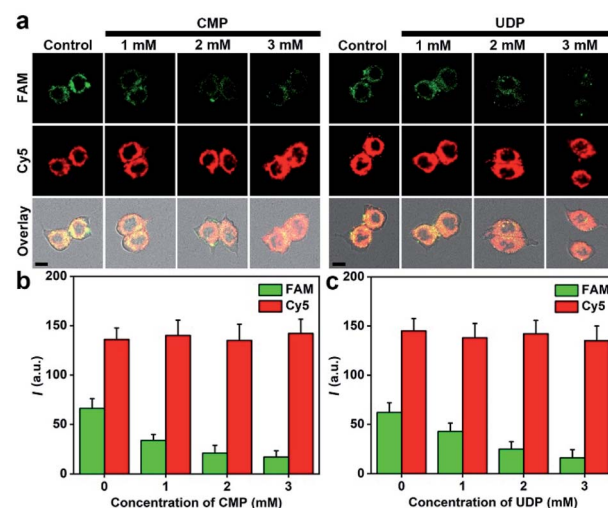 a
CMP
UDP
Control 1 mM 2 mM 3 mM Control 1 mM 2 mM 3 mM
FAM
Cy5
Overlay
b
200
150
100
50
0
I (a.u.)
FAM
Cy5
0 1 2 3
Concentration of CMP (mM)
c
200
150
100
50
0
I (a.u.)
FAM
Cy5
0 1 2 3
Concentration of UDP (mM)